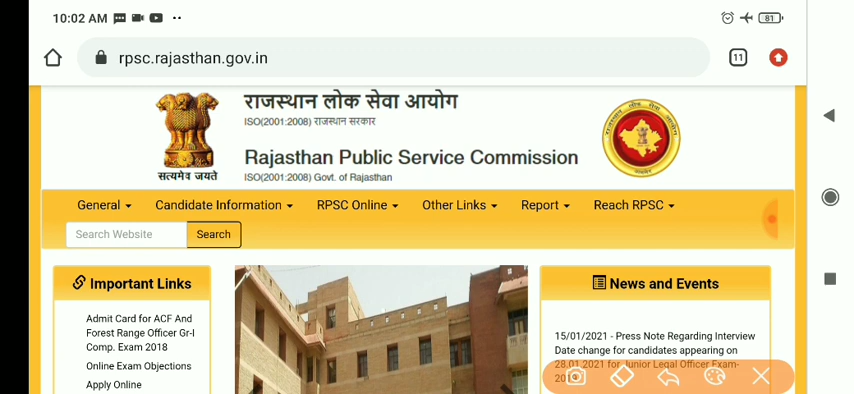 10:02 AM
81
rpsc.rajasthan.gov.in
11
राजस्थान लोक सेवा आयोग
ISO(2001:2008) राजस्थान सरकार
सत्यमेव जयते
Rajasthan Public Service Commission
ISO(2001:2008) Govt. of Rajasthan
General
Candidate Information
RPSC Online
Other Links
Report
Reach RPSC
Search Website
Search
Important Links
Admit Card for ACF And
Forest Range Officer Gr-I
Comp. Exam 2018
Online Exam Objections
Apply Online
News and Events
15/01/2021 - Press Note Regarding Interview
Date change for candidates appearing on
28.01.2021 for Junior Legal Officer Exam-